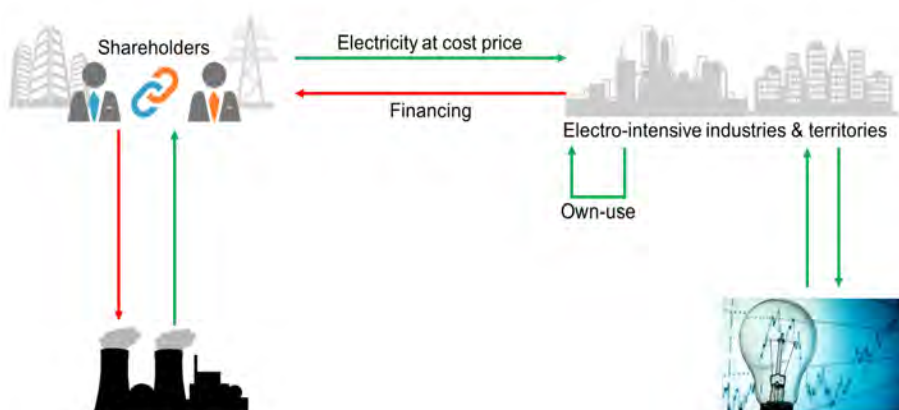 Shareholders
Electricity at cost price
Financing
Electro-intensive industries & territories
Own-use